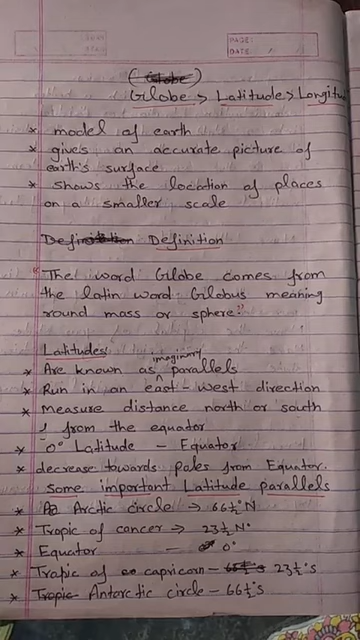 PAGE:
DATE:
(Globe)
Globe > Latitude > Longitu
* model of earth
* gives an accurate picture of
earth's surface
* shows the location of places
on a smaller scale
Definition Definition
"The word Globe comes from
the latin word Globus meaning
round mass or sphere"
Latitudes:
* Are known as imaginary parallels
* Run in an east - west direction
* Measure distance north or south
from the equator
* 0° Latitude - Equator
* decrease towards poles from Equator.
some important Latitude parallels
* Arctic circle → 66½°N
* Tropic of cancer → 23½N°
* Equator - 0°
* Tropic of capricorn - 23½°s
* Tropic Antarctic circle - 66½°s